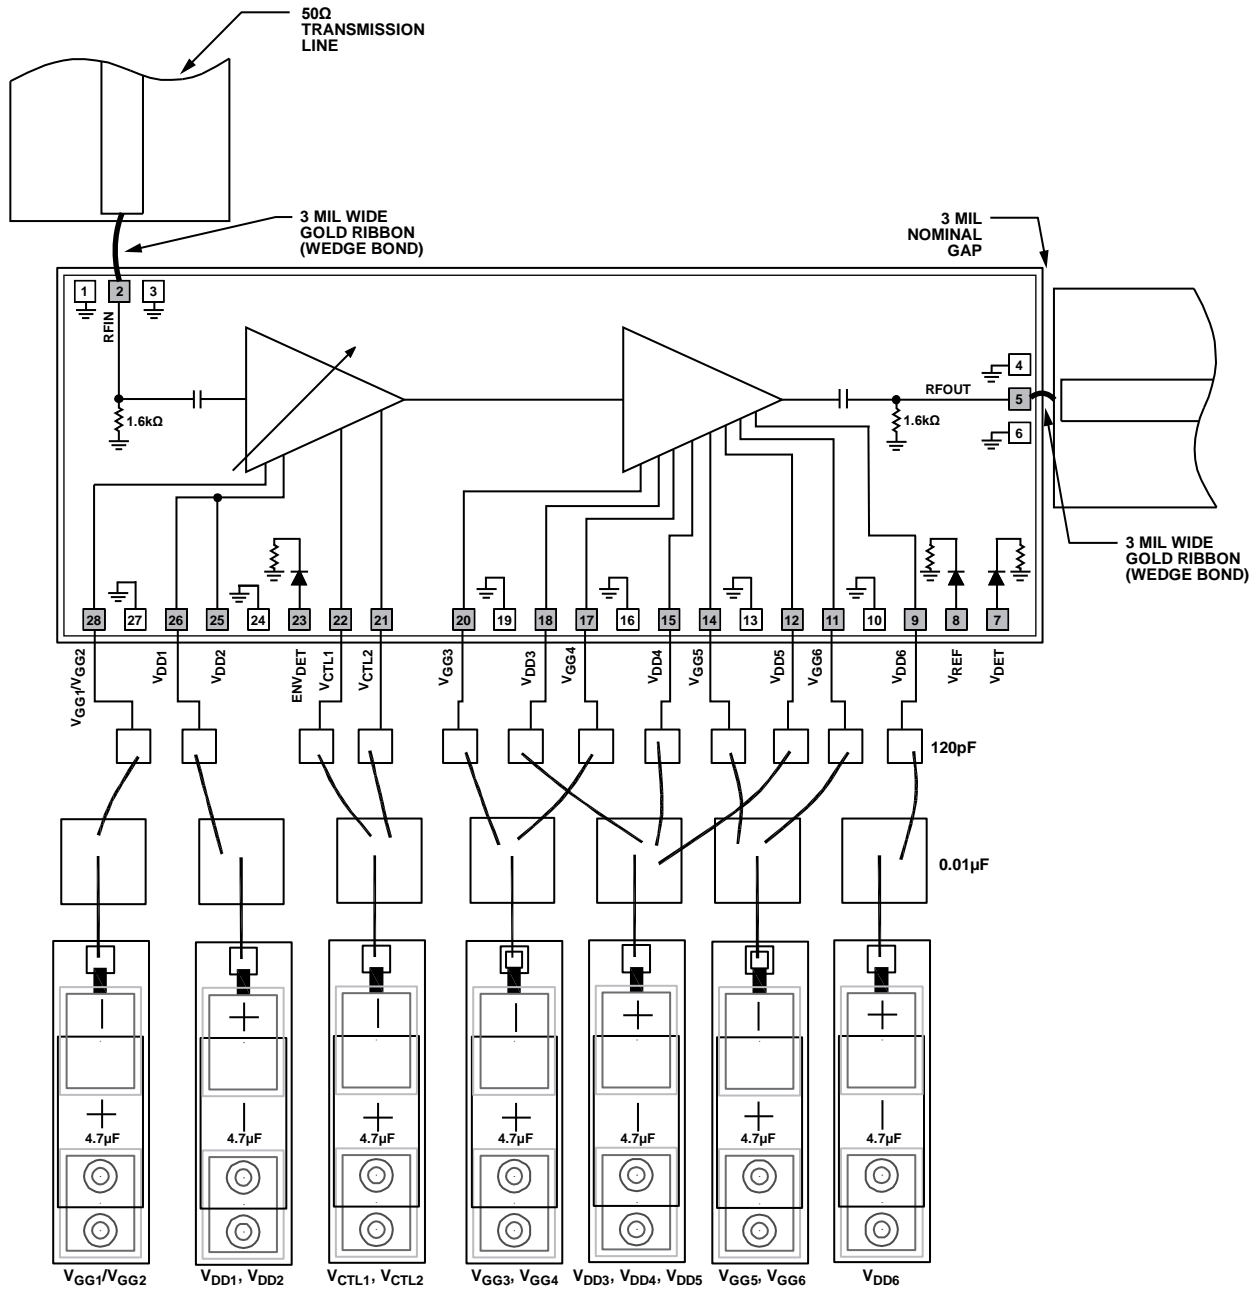 50Ω
TRANSMISSION
LINE
3 MIL WIDE
GOLD RIBBON
(WEDGE BOND)
3 MIL
NOMINAL
GAP
1
2
3
RFIN
1.6kΩ
RFOUT
4
5
6
1.6kΩ
3 MIL WIDE
GOLD RIBBON
(WEDGE BOND)
28
27
26
25
24
23
22
21
20
19
18
17
16
15
14
13
12
11
10
9
8
7
VGG1/VGG2
VDD1
VDD2
ENVDET
VCTL1
VCTL2
VGG3
VDD3
VGG4
VDD4
VGG5
VDD5
VGG6
VDD6
VREF
VDET
120pF
0.01µF
4.7µF
4.7µF
4.7µF
4.7µF
4.7µF
4.7µF
4.7µF
VGG1/VGG2
VDD1, VDD2
VCTL1, VCTL2
VGG3, VGG4
VDD3, VDD4, VDD5
VGG5, VGG6
VDD6